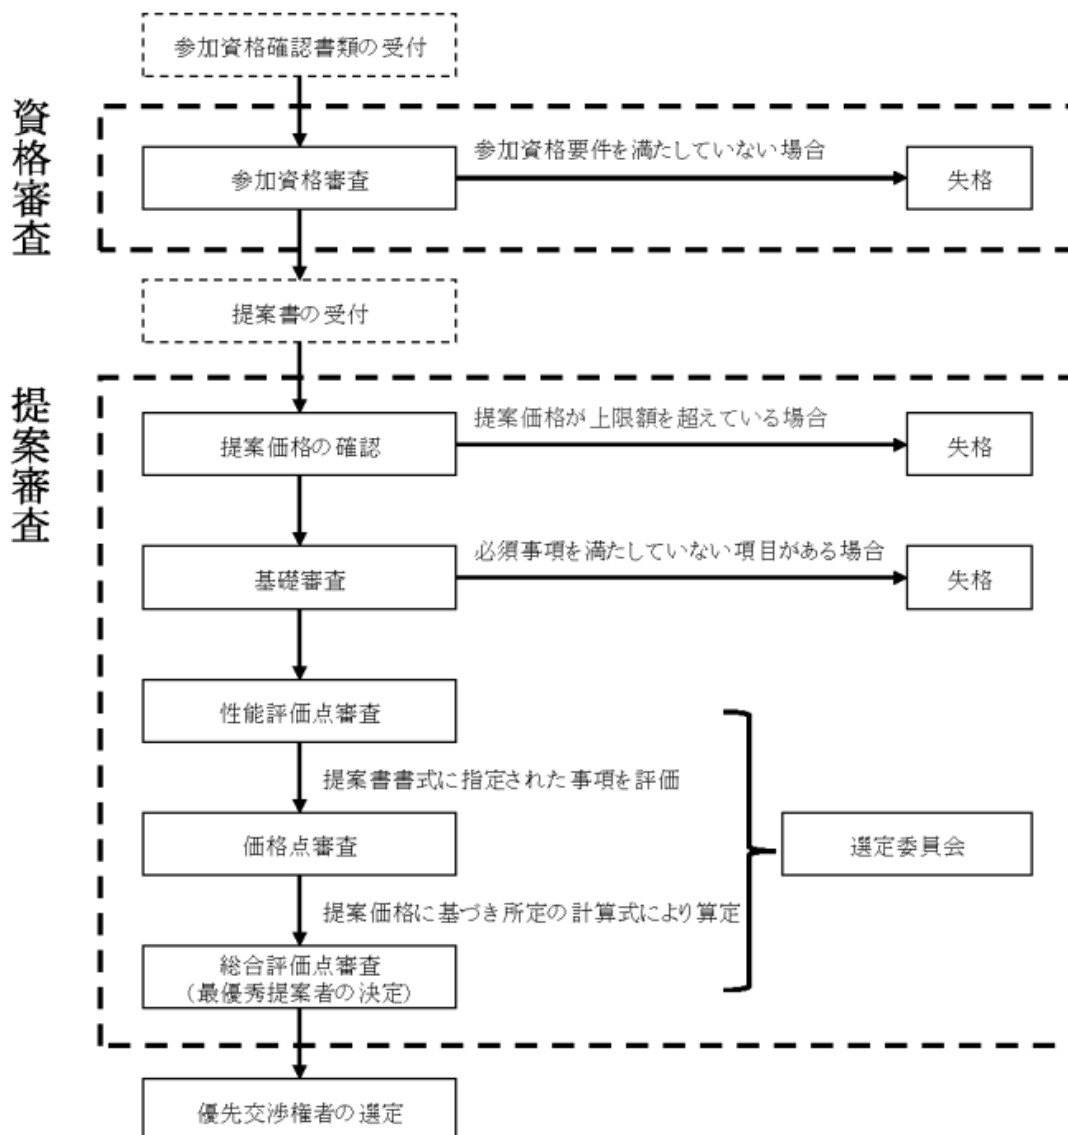 参加資格確認書類の受付
資格審査
参加資格要件を満たしていない場合
参加資格審査
失格
提案書の受付
提案審査
提案価格が上限額を超えている場合
提案価格の確認
失格
必須事項を満たしていない項目がある場合
基礎審査
失格
性能評価点審査
提案書書式に指定された事項を評価
価格点審査
選定委員会
提案価格に基づき所定の計算式により算定
総合評価点審査
(最優秀提案者の決定)
優先交渉権者の選定